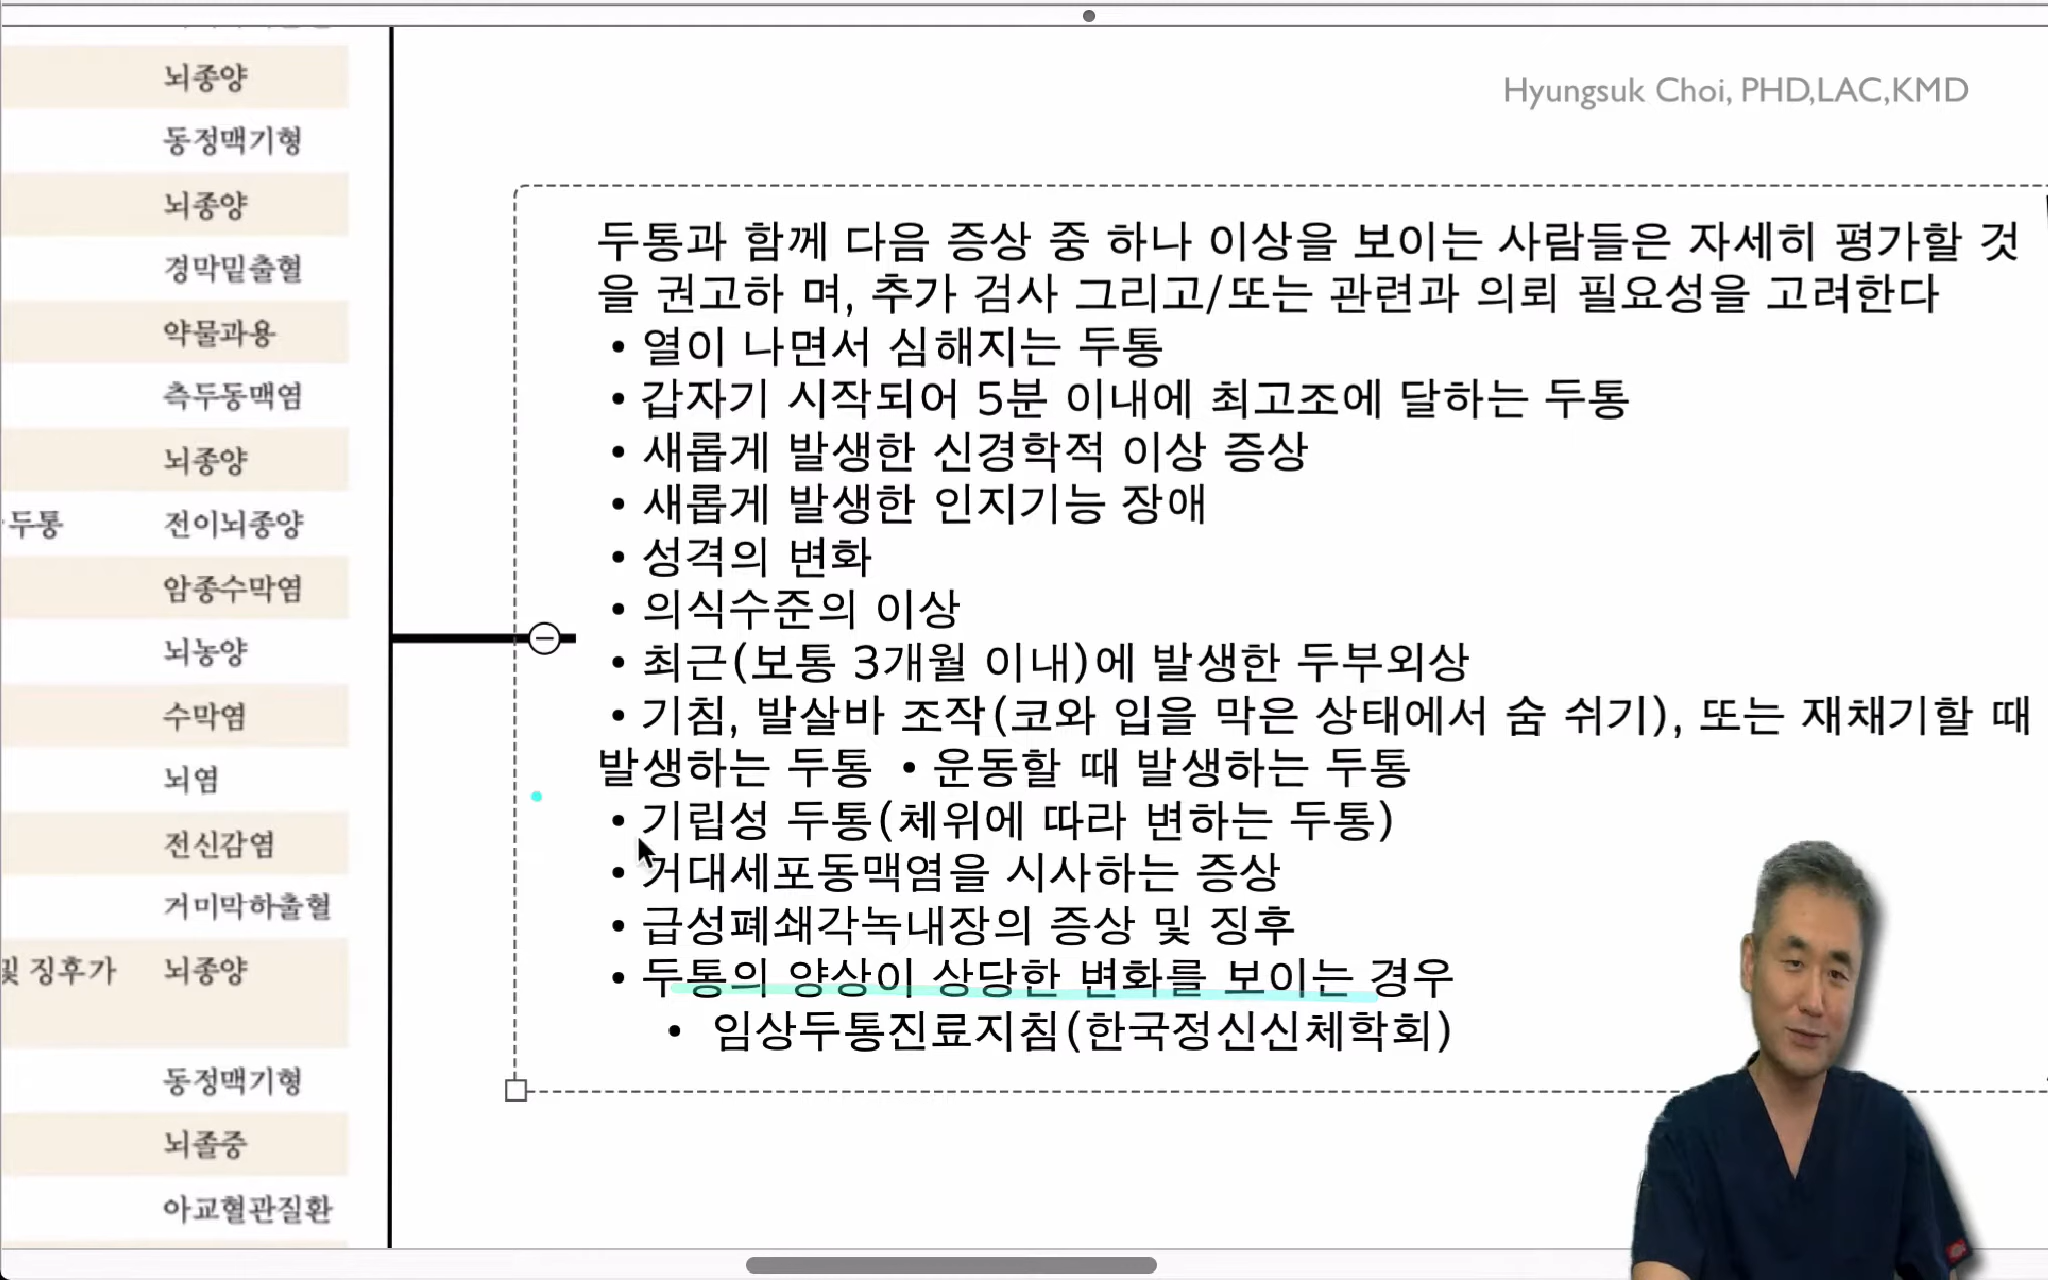 Hyungsuk Choi, PHD,LAC,KMD
뇌종양
동정맥기형
뇌종양
경막밑출혈
약물과용
측두동맥염
뇌종양
두통 전이뇌종양
암종수막염
뇌농양
수막염
뇌염
전신감염
거미막하출혈
및 징후가 뇌종양
동정맥기형
뇌졸중
아교혈관질환
두통과 함께 다음 증상 중 하나 이상을 보이는 사람들은 자세히 평가할 것
을 권고하 며, 추가 검사 그리고/또는 관련과 의뢰 필요성을 고려한다
• 열이 나면서 심해지는 두통
• 갑자기 시작되어 5분 이내에 최고조에 달하는 두통
• 새롭게 발생한 신경학적 이상 증상
• 새롭게 발생한 인지기능 장애
• 성격의 변화
• 의식수준의 이상
• 최근(보통 3개월 이내)에 발생한 두부외상
• 기침, 발살바 조작(코와 입을 막은 상태에서 숨 쉬기), 또는 재채기할 때
발생하는 두통 • 운동할 때 발생하는 두통
• 기립성 두통(체위에 따라 변하는 두통)
• 거대세포동맥염을 시사하는 증상
• 급성폐쇄각녹내장의 증상 및 징후
• 두통의 양상이 상당한 변화를 보이는 경우
• 임상두통진료지침(한국정신신체학회)